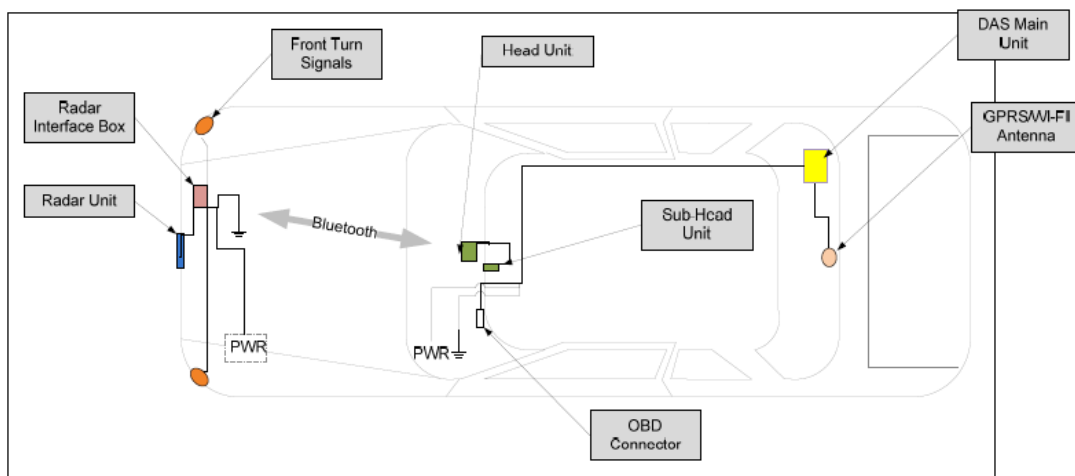 Front Turn
Signals
Head Unit
DAS Main
Unit
Radar
Interface Box
GPRS/WI-FI
Antenna
Radar Unit
Bluetooth
Sub-Head
Unit
PWR
PWR
OBD
Connector